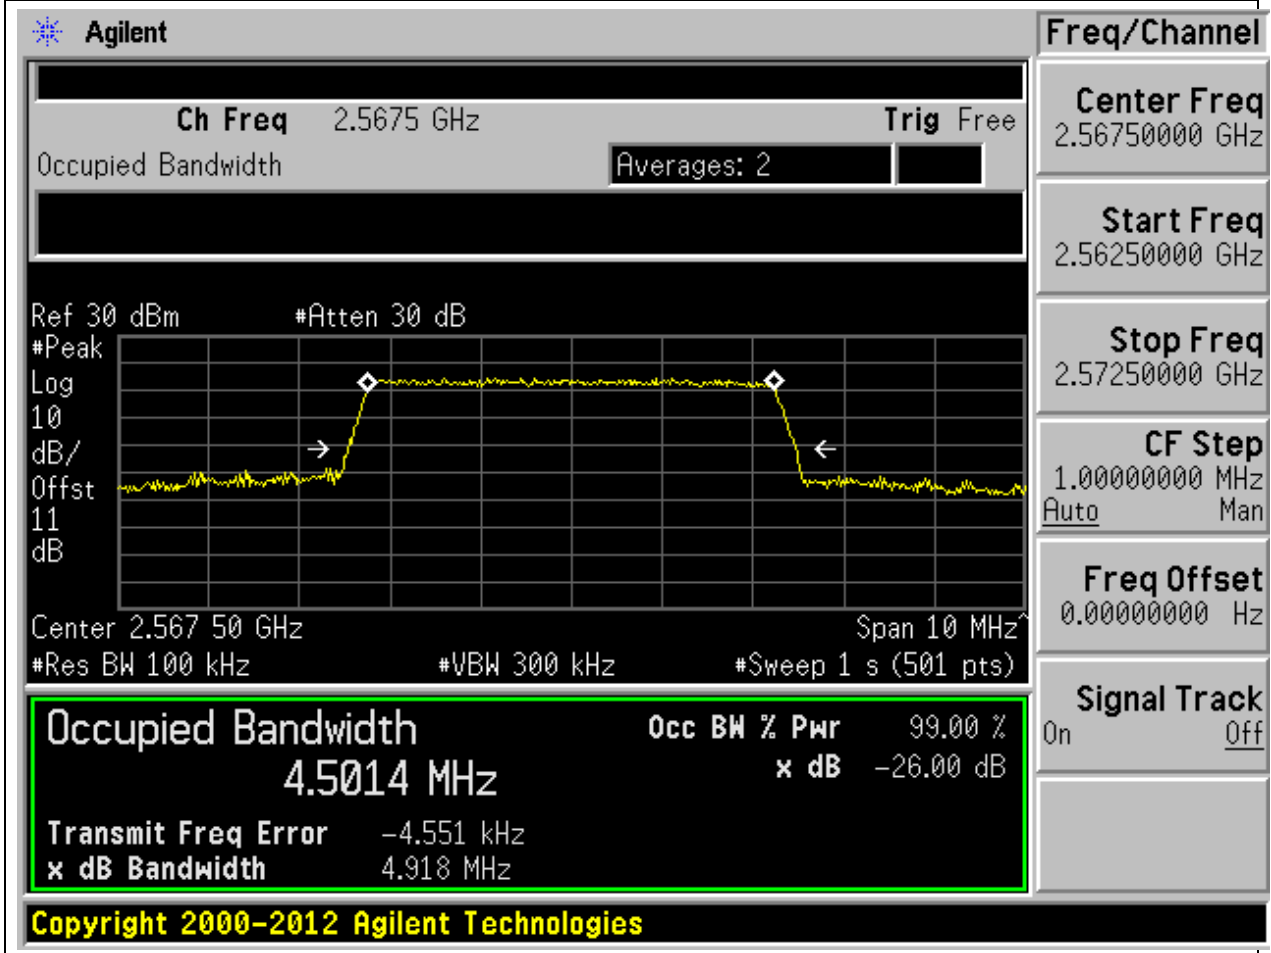 Agilent
Freq/Channel
Ch Freq 2.5675 GHz Trig Free
Occupied Bandwidth Averages: 2
Center Freq
2.56750000 GHz
Start Freq
2.56250000 GHz
Stop Freq
2.57250000 GHz
CF Step
1.00000000 MHz
Auto Man
Freq Offset
0.00000000 Hz
Signal Track
On Off
Ref 30 dBm #Atten 30 dB
#Peak
Log
10
dB/
Offst
11
dB
Center 2.567 50 GHz Span 10 MHz^
#Res BW 100 kHz #VBW 300 kHz #Sweep 1 s (501 pts)
Occupied Bandwidth Occ BW % Pwr 99.00 %
4.5014 MHz x dB -26.00 dB
Transmit Freq Error -4.551 kHz
x dB Bandwidth 4.918 MHz
Copyright 2000-2012 Agilent Technologies